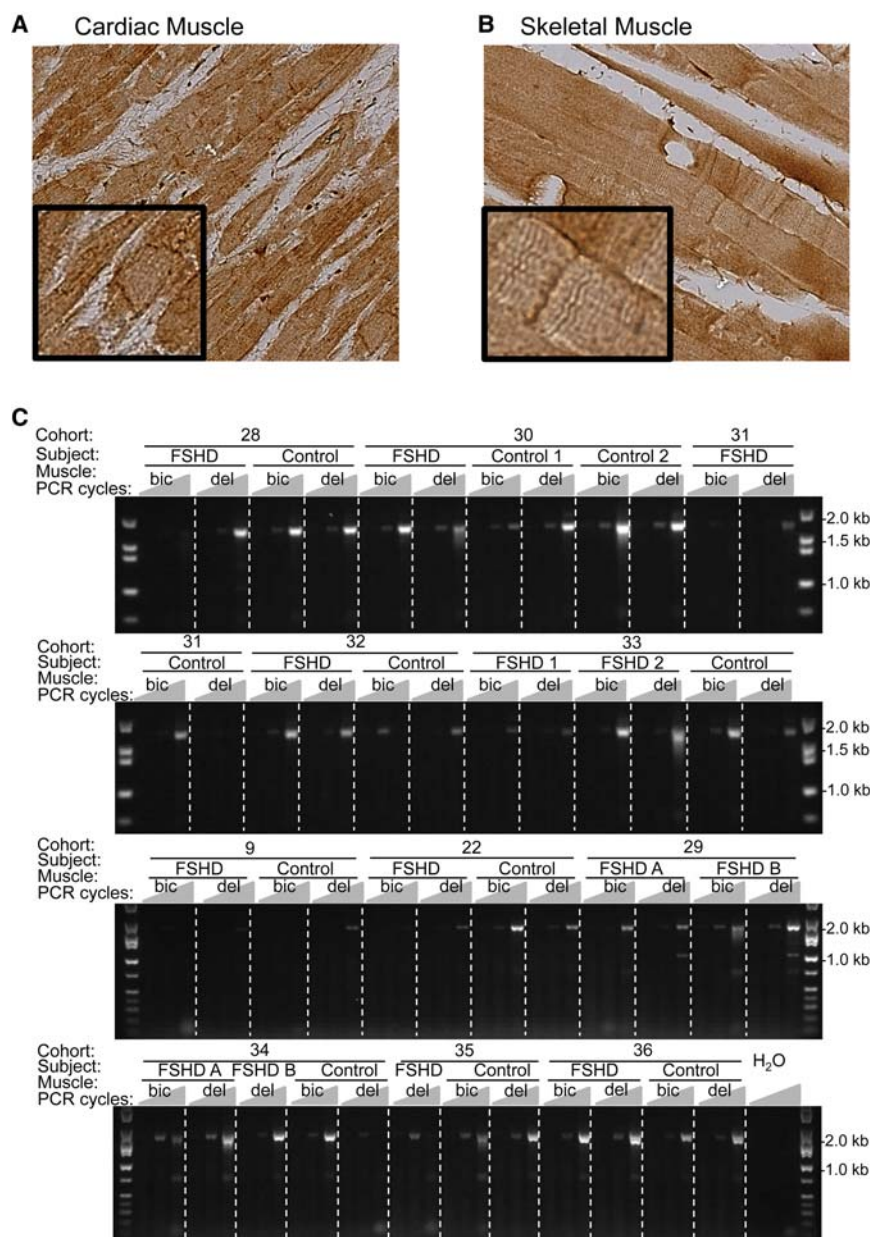 A Cardiac Muscle
B Skeletal Muscle
C
Cohort: 28 30 31
Subject: FSHD Control FSHD Control 1 Control 2 FSHD
Muscle: bic del bic del bic del bic del bic del bic del
PCR cycles:
-2.0 kb
-1.5 kb
-1.0 kb
Cohort: 31 32 33
Subject: Control FSHD Control FSHD 1 FSHD 2 Control
Muscle: bic del bic del bic del bic del bic del bic del
PCR cycles:
-2.0 kb
-1.5 kb
-1.0 kb
Cohort: 9 22 29
Subject: FSHD Control FSHD Control FSHD A FSHD B
Muscle: bic del bic del bic del bic del bic del bic del
PCR cycles:
-2.0 kb
-1.0 kb
Cohort: 34 35 36
Subject: FSHD A FSHD B Control FSHD Control FSHD Control H2O
Muscle: bic del del bic del del bic del bic del bic del
PCR cycles:
-2.0 kb
-1.0 kb